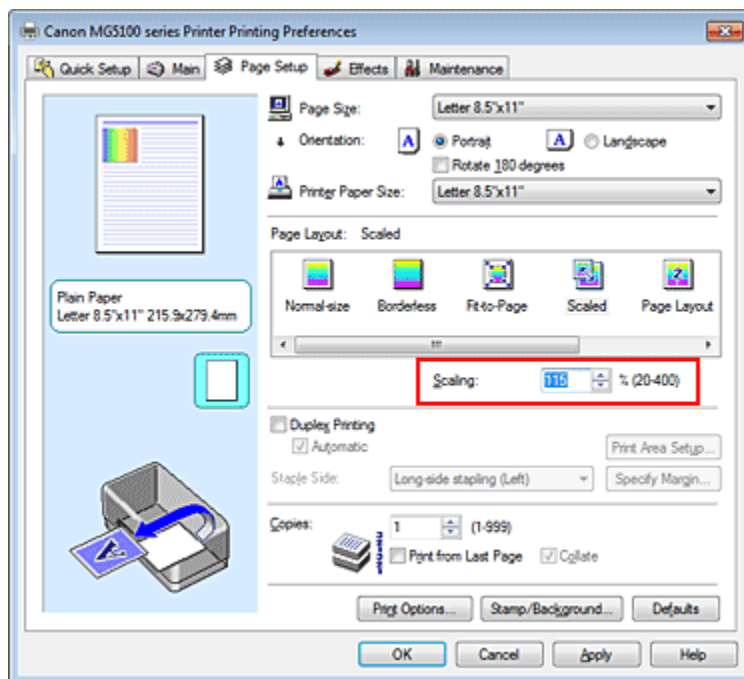 Canon MG5100 series Printer Printing Preferences
Quick Setup Main Page Setup Effects Maintenance
Page Size: Letter 8.5"x11"
Orientation: A Portrait A Landscape
Rotate 180 degrees
Printer Paper Size: Letter 8.5"x11"
Page Layout: Scaled
Normal-size Borderless Fit-to-Page Scaled Page Layout
Plain Paper
Letter 8.5"x11" 215.9x279.4mm
Scaling: 115 % (20-400)
Duplex Printing
Automatic Print Area Setup...
Staple Side: Long-side stapling (Left) Specify Margin...
Copies: 1 (1-999)
Print from Last Page Collate
Print Options... Stamp/Background... Defaults
OK Cancel Apply Help